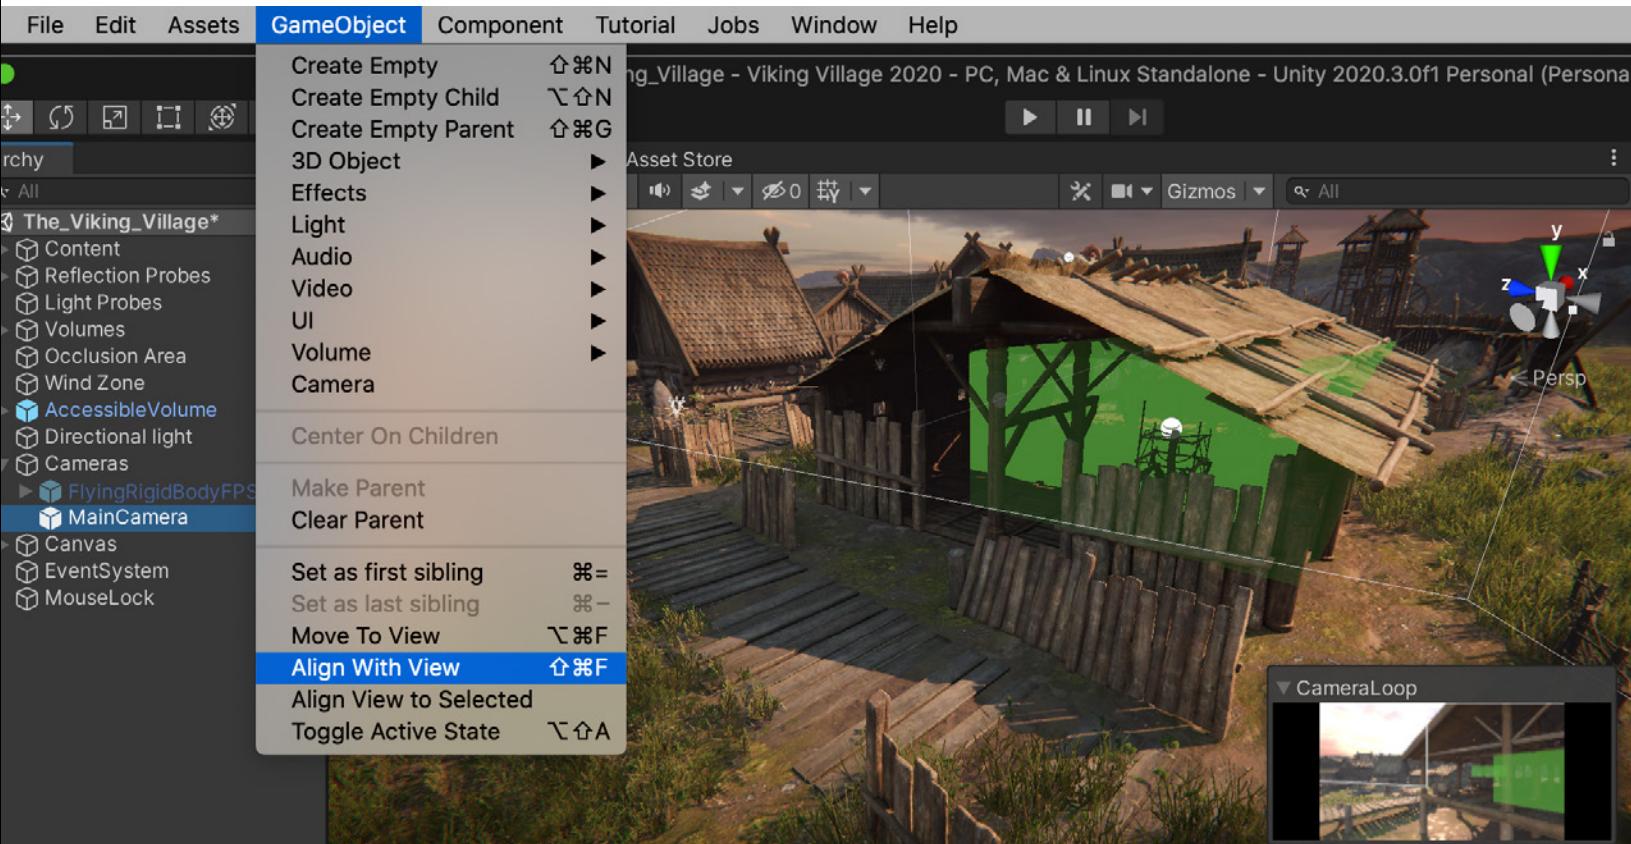 File Edit Assets GameObject Component Tutorial Jobs Window Help
ng_Village - Viking Village 2020 - PC, Mac & Linux Standalone - Unity 2020.3.0f1 Personal (Persona
Create Empty ⇧⌘N
Create Empty Child ⌥⇧N
Create Empty Parent ⇧⌘G
3D Object ▶
Effects ▶
Light ▶
Audio ▶
Video ▶
UI ▶
Volume ▶
Camera
Center On Children
Make Parent
Clear Parent
Set as first sibling ⌘=
Set as last sibling ⌘-
Move To View ⌥⌘F
Align With View ⇧⌘F
Align View to Selected
Toggle Active State ⌥⇧A
rchy
All
The_Viking_Village*
Content
Reflection Probes
Light Probes
Volumes
Occlusion Area
Wind Zone
AccessibleVolume
Directional light
Cameras
FlyingRigidBodyFPS
MainCamera
Canvas
EventSystem
MouseLock
Asset Store
0 Gizmos All
y
x
z
< Persp
CameraLoop